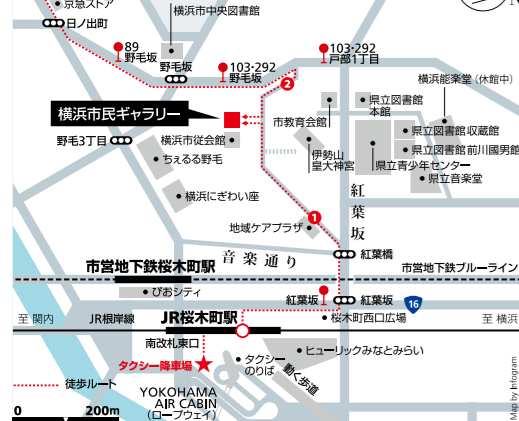 京急ストア
横浜市中央図書館
N
日ノ出町
89
野毛坂
野毛坂
103・292
野毛坂
103・292
戸部1丁目
2
横浜能楽堂(休館中)
横浜市民ギャラリー
市教育会館
県立図書館
本館
県立図書館 収蔵館
県立図書館 前川國男館
野毛3丁目
横浜市従会館
ちぇるる野毛
伊勢山
皇大神宮
県立青少年センター
県立音楽堂
横浜にぎわい座
紅葉坂
地域ケアプラザ
1
音楽通り
紅葉橋
市営地下鉄桜木町駅
市営地下鉄ブルーライン
ぴおシティ
紅葉坂
紅葉坂
16
至 関内
JR根岸線
JR桜木町駅
桜木町西口広場
至 横浜
南改札東口
タクシー降車場
タクシー
のりば
ヒューリックみなとみらい
動く歩道
徒歩ルート
YOKOHAMA
AIR CABIN
(ロープウェイ)
0
200m
Map by Infogram